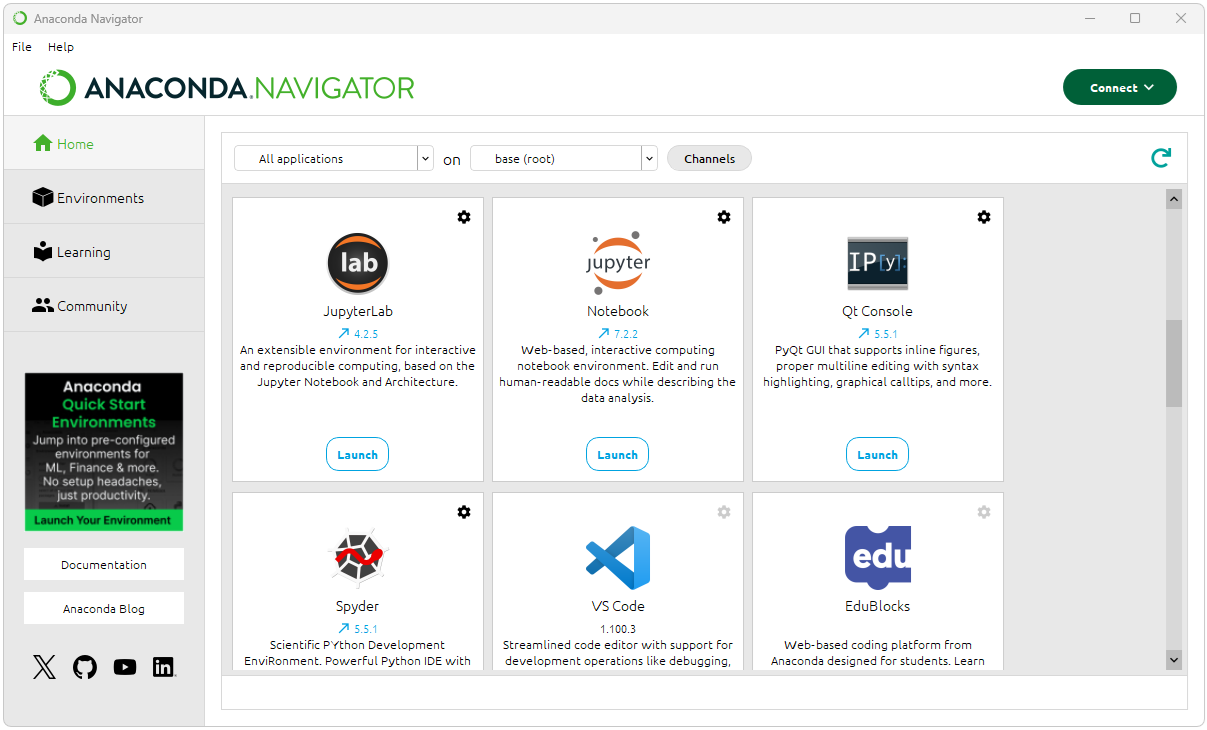 Anaconda Navigator
File Help
ANACONDA.NAVIGATOR
Connect
Home
Environments
Learning
Community
Anaconda
Quick Start
Environments
Jump into pre-configured
environments for
ML, Finance & more.
No setup headaches,
just productivity.
Launch Your Environment
Documentation
Anaconda Blog
All applications on base (root) Channels
lab
JupyterLab
4.2.5
An extensible environment for interactive
and reproducible computing, based on the
Jupyter Notebook and Architecture.
Launch
jupyter
Notebook
7.2.2
Web-based, interactive computing
notebook environment. Edit and run
human-readable docs while describing the
data analysis.
Launch
IP[y]:
Qt Console
5.5.1
PyQt GUI that supports inline figures,
proper multiline editing with syntax
highlighting, graphical calltips, and more.
Launch
Spyder
5.5.1
Scientific PYthon Development
EnviRonment. Powerful Python IDE with
VS Code
1.100.3
Streamlined code editor with support for
development operations like debugging,
edu
EduBlocks
Web-based coding platform from
Anaconda designed for students. Learn